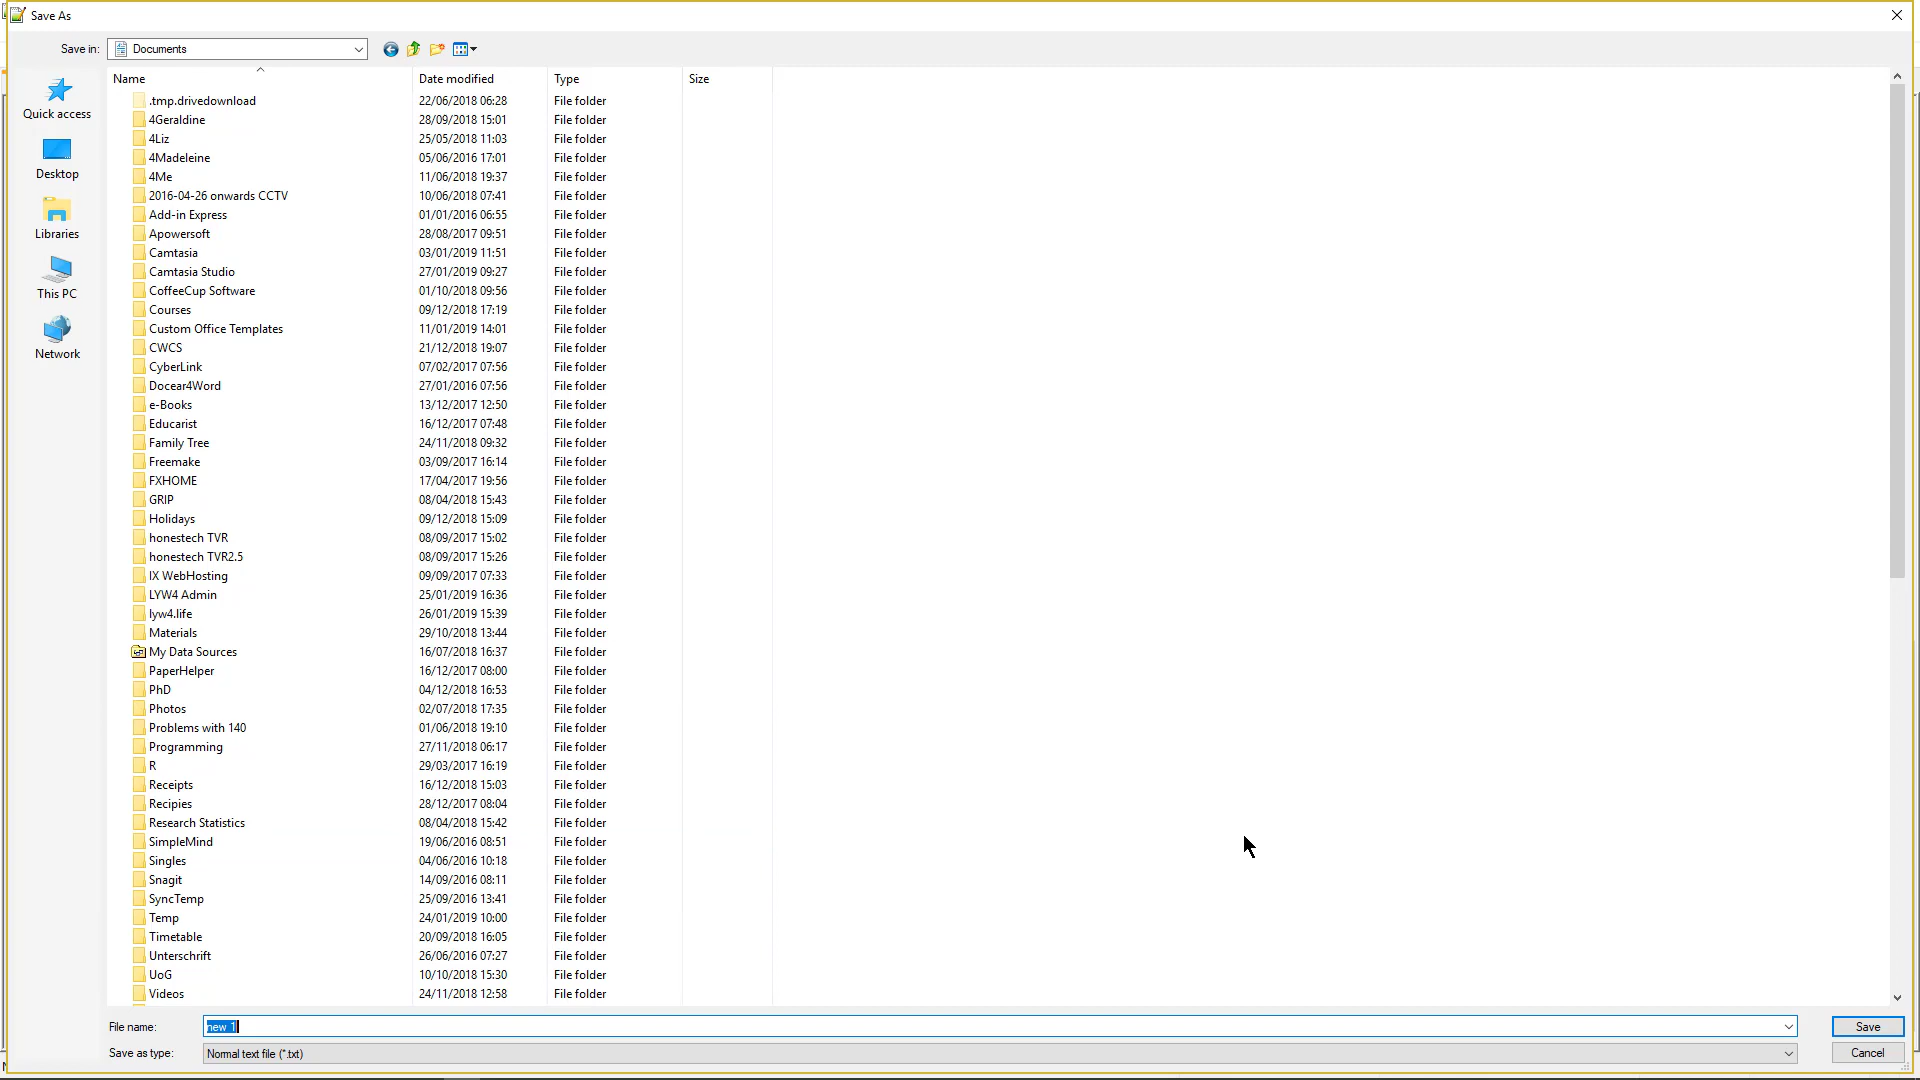 Save As
Save in: Documents
Quick access
Desktop
Libraries
This PC
Network
Name Date modified Type Size
.tmp.drivedownload 22/06/2018 06:28 File folder
4Geraldine 28/09/2018 15:01 File folder
4Liz 25/05/2018 11:03 File folder
4Madeleine 05/06/2016 17:01 File folder
4Me 11/06/2018 19:37 File folder
2016-04-26 onwards CCTV 10/06/2018 07:41 File folder
Add-in Express 01/01/2016 06:55 File folder
Apowersoft 28/08/2017 09:51 File folder
Camtasia 03/01/2019 11:51 File folder
Camtasia Studio 27/01/2019 09:27 File folder
CoffeeCup Software 01/10/2018 09:56 File folder
Courses 09/12/2018 17:19 File folder
Custom Office Templates 11/01/2019 14:01 File folder
CWCS 21/12/2018 19:07 File folder
CyberLink 07/02/2017 07:56 File folder
Docear4Word 27/01/2016 07:56 File folder
e-Books 13/12/2017 12:50 File folder
Educarist 16/12/2017 07:48 File folder
Family Tree 24/11/2018 09:32 File folder
Freemake 03/09/2017 16:14 File folder
FXHOME 17/04/2017 19:56 File folder
GRIP 08/04/2018 15:43 File folder
Holidays 09/12/2018 15:09 File folder
honestech TVR 08/09/2017 15:02 File folder
honestech TVR2.5 08/09/2017 15:26 File folder
IX WebHosting 09/09/2017 07:33 File folder
LYW4 Admin 25/01/2019 16:36 File folder
lyw4.life 26/01/2019 15:39 File folder
Materials 29/10/2018 13:44 File folder
My Data Sources 16/07/2018 16:37 File folder
PaperHelper 16/12/2017 08:00 File folder
PhD 04/12/2018 16:53 File folder
Photos 02/07/2018 17:35 File folder
Problems with 140 01/06/2018 19:10 File folder
Programming 27/11/2018 06:17 File folder
R 29/03/2017 16:19 File folder
Receipts 16/12/2018 15:03 File folder
Recipies 28/12/2017 08:04 File folder
Research Statistics 08/04/2018 15:42 File folder
SimpleMind 19/06/2016 08:51 File folder
Singles 04/06/2016 10:18 File folder
Snagit 14/09/2016 08:11 File folder
SyncTemp 25/09/2016 13:41 File folder
Temp 24/01/2019 10:00 File folder
Timetable 20/09/2018 16:05 File folder
Unterschrift 26/06/2016 07:27 File folder
UoG 10/10/2018 15:30 File folder
Videos 24/11/2018 12:58 File folder
File name: new 1 Save
Save as type: Normal text file (*.txt) Cancel